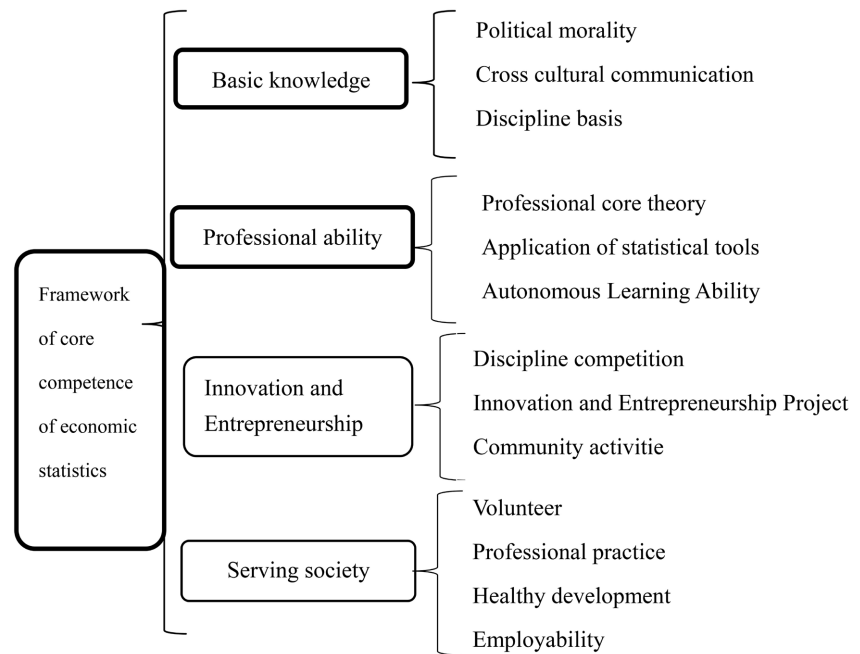 Framework
of core
competence
of economic
statistics
Basic knowledge
Political morality
Cross cultural communication
Discipline basis
Professional ability
Professional core theory
Application of statistical tools
Autonomous Learning Ability
Innovation and
Entrepreneurship
Discipline competition
Innovation and Entrepreneurship Project
Community activitie
Serving society
Volunteer
Professional practice
Healthy development
Employability